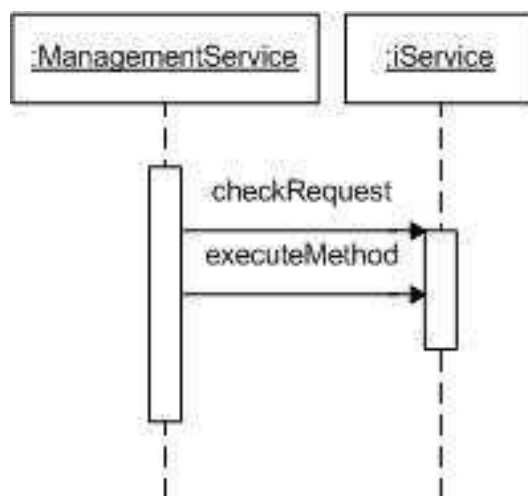 :ManagementService
:iService
checkRequest
executeMethod